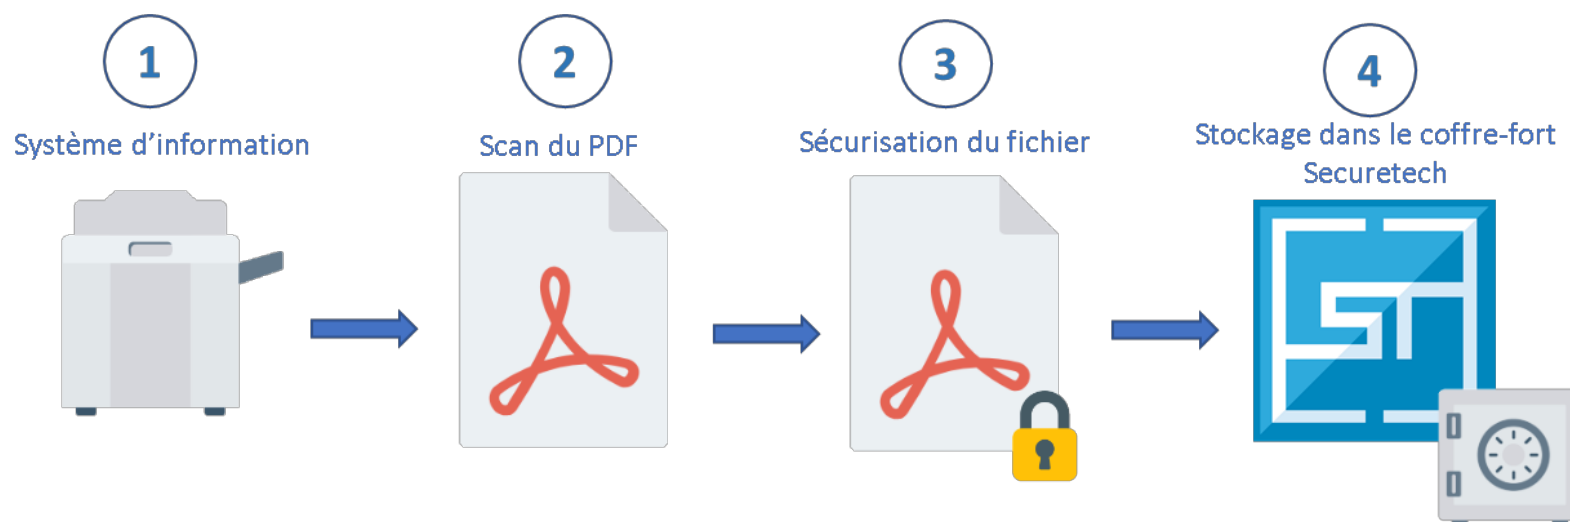 1
Système d'information
2
Scan du PDF
3
Sécurisation du fichier
4
Stockage dans le coffre-fort
Securetech